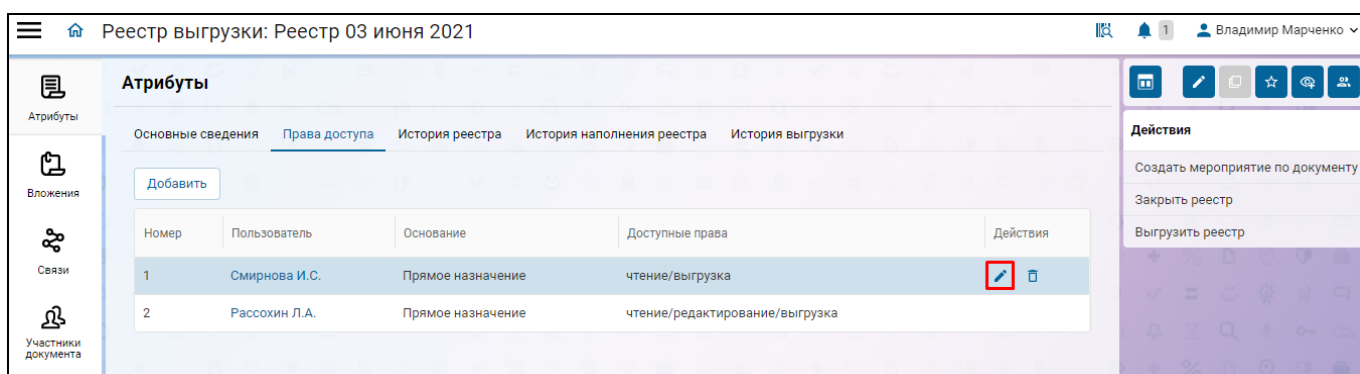 Реестр выгрузки: Реестр 03 июня 2021
1
Владимир Марченко
Атрибуты
Вложения
Связи
Участники
документа
Атрибуты
Основные сведения Права доступа История реестра История наполнения реестра История выгрузки
Добавить
Номер Пользователь Основание Доступные права Действия
1 Смирнова И.С. Прямое назначение чтение/выгрузка
2 Рассохин Л.А. Прямое назначение чтение/редактирование/выгрузка
Действия
Создать мероприятие по документу
Закрыть реестр
Выгрузить реестр